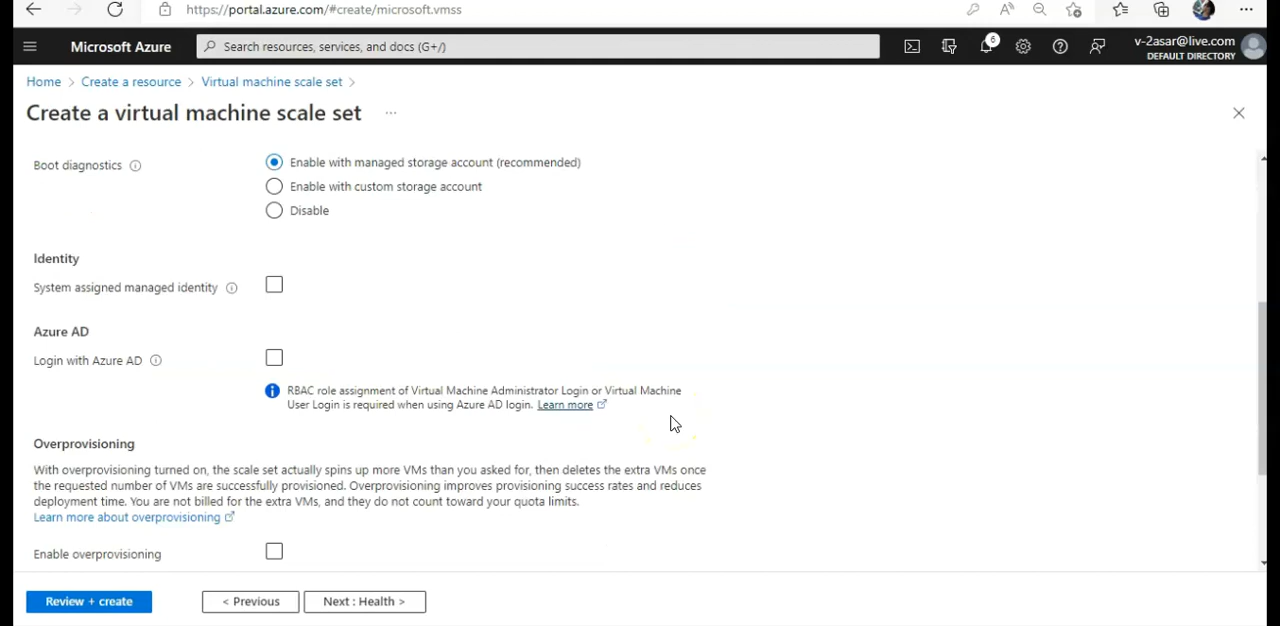 https://portal.azure.com/#create/microsoft.vmss
Microsoft Azure
Search resources, services, and docs (G+/)
6
v-2asar@live.com
DEFAULT DIRECTORY
Home > Create a resource > Virtual machine scale set >
Create a virtual machine scale set ...
Boot diagnostics
Enable with managed storage account (recommended)
Enable with custom storage account
Disable
Identity
System assigned managed identity
Azure AD
Login with Azure AD
RBAC role assignment of Virtual Machine Administrator Login or Virtual Machine
User Login is required when using Azure AD login. Learn more
Overprovisioning
With overprovisioning turned on, the scale set actually spins up more VMs than you asked for, then deletes the extra VMs once
the requested number of VMs are successfully provisioned. Overprovisioning improves provisioning success rates and reduces
deployment time. You are not billed for the extra VMs, and they do not count toward your quota limits.
Learn more about overprovisioning
Enable overprovisioning
Review + create
< Previous
Next : Health >